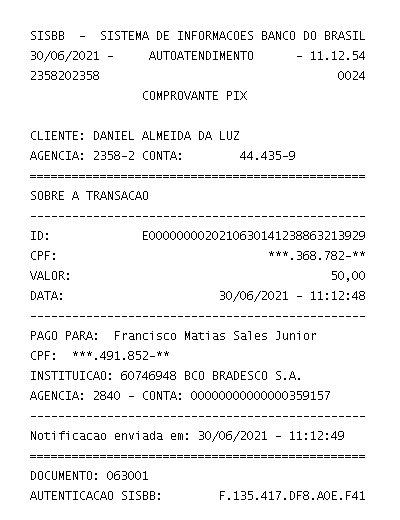 SISBB - SISTEMA DE INFORMACOES BANCO DO BRASIL
30/06/2021 - AUTOATENDIMENTO - 11.12.54
2358202358 0024
COMPROVANTE PIX
CLIENTE: DANIEL ALMEIDA DA LUZ
AGENCIA: 2358-2 CONTA: 44.435-9
================================================
SOBRE A TRANSACAO
------------------------------------------------
ID: E00000000202106301412388632139​29
CPF: ***.368.782-**
VALOR: 50,00
DATA: 30/06/2021 - 11:12:48
------------------------------------------------
PAGO PARA: Francisco Matias Sales Junior
CPF: ***.491.852-**
INSTITUICAO: 60746948 BCO BRADESCO S.A.
AGENCIA: 2840 - CONTA: 00000000000000359157
------------------------------------------------
Notificacao enviada em: 30/06/2021 - 11:12:49
================================================
DOCUMENTO: 063001
AUTENTICACAO SISBB: F.135.417.DF8.A0E.F41